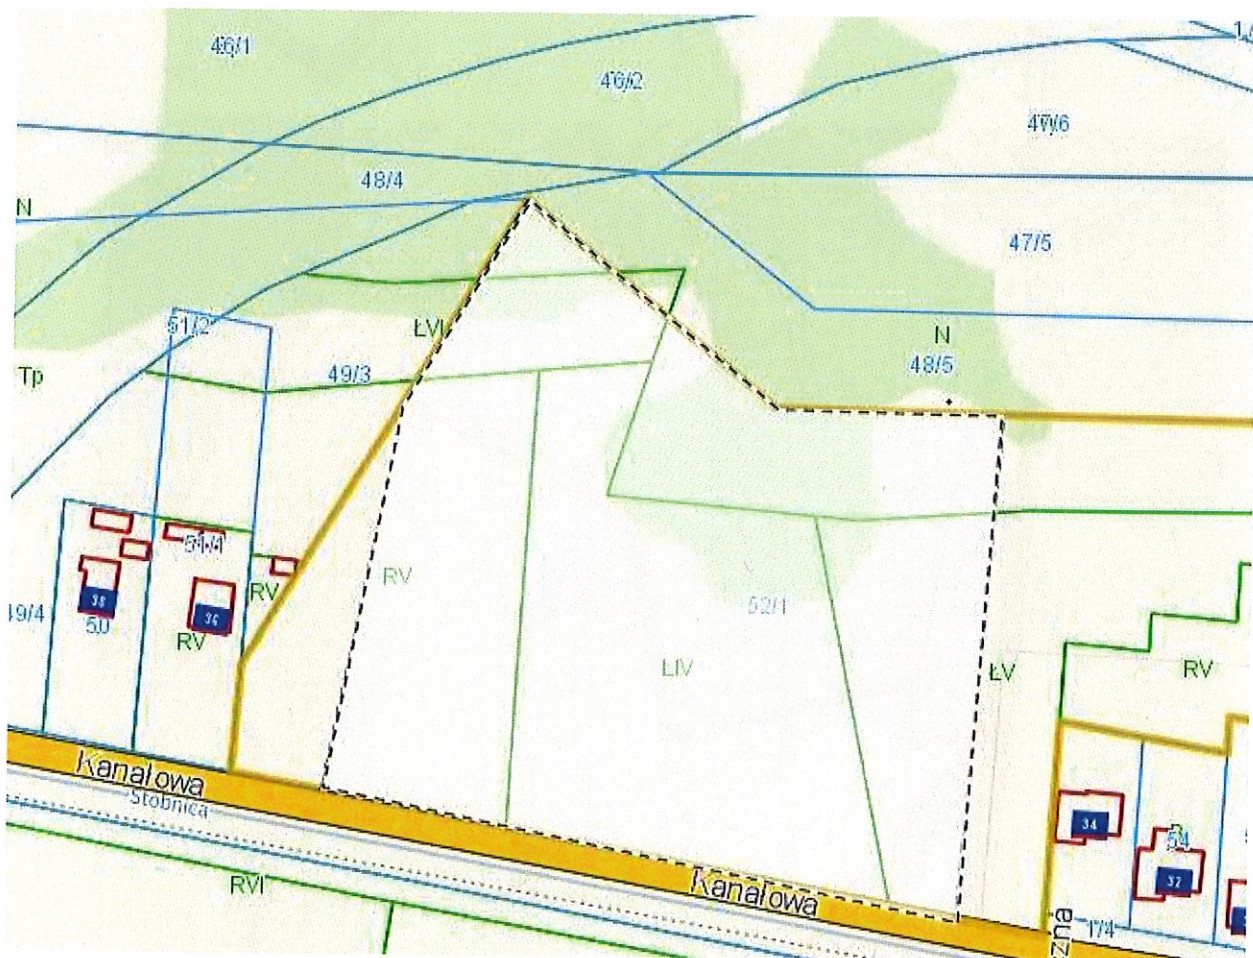 46/1
46/2
47/6
48/4
N
47/5
51/2
ŁVI
N
48/5
Tp
49/3
51/1
RV
RV
38
36
49/4
50
RV
52/1
ŁIV
ŁV
RV
Kanałowa
Stobnica
34
54
32
Kanałowa
RVI
17/4